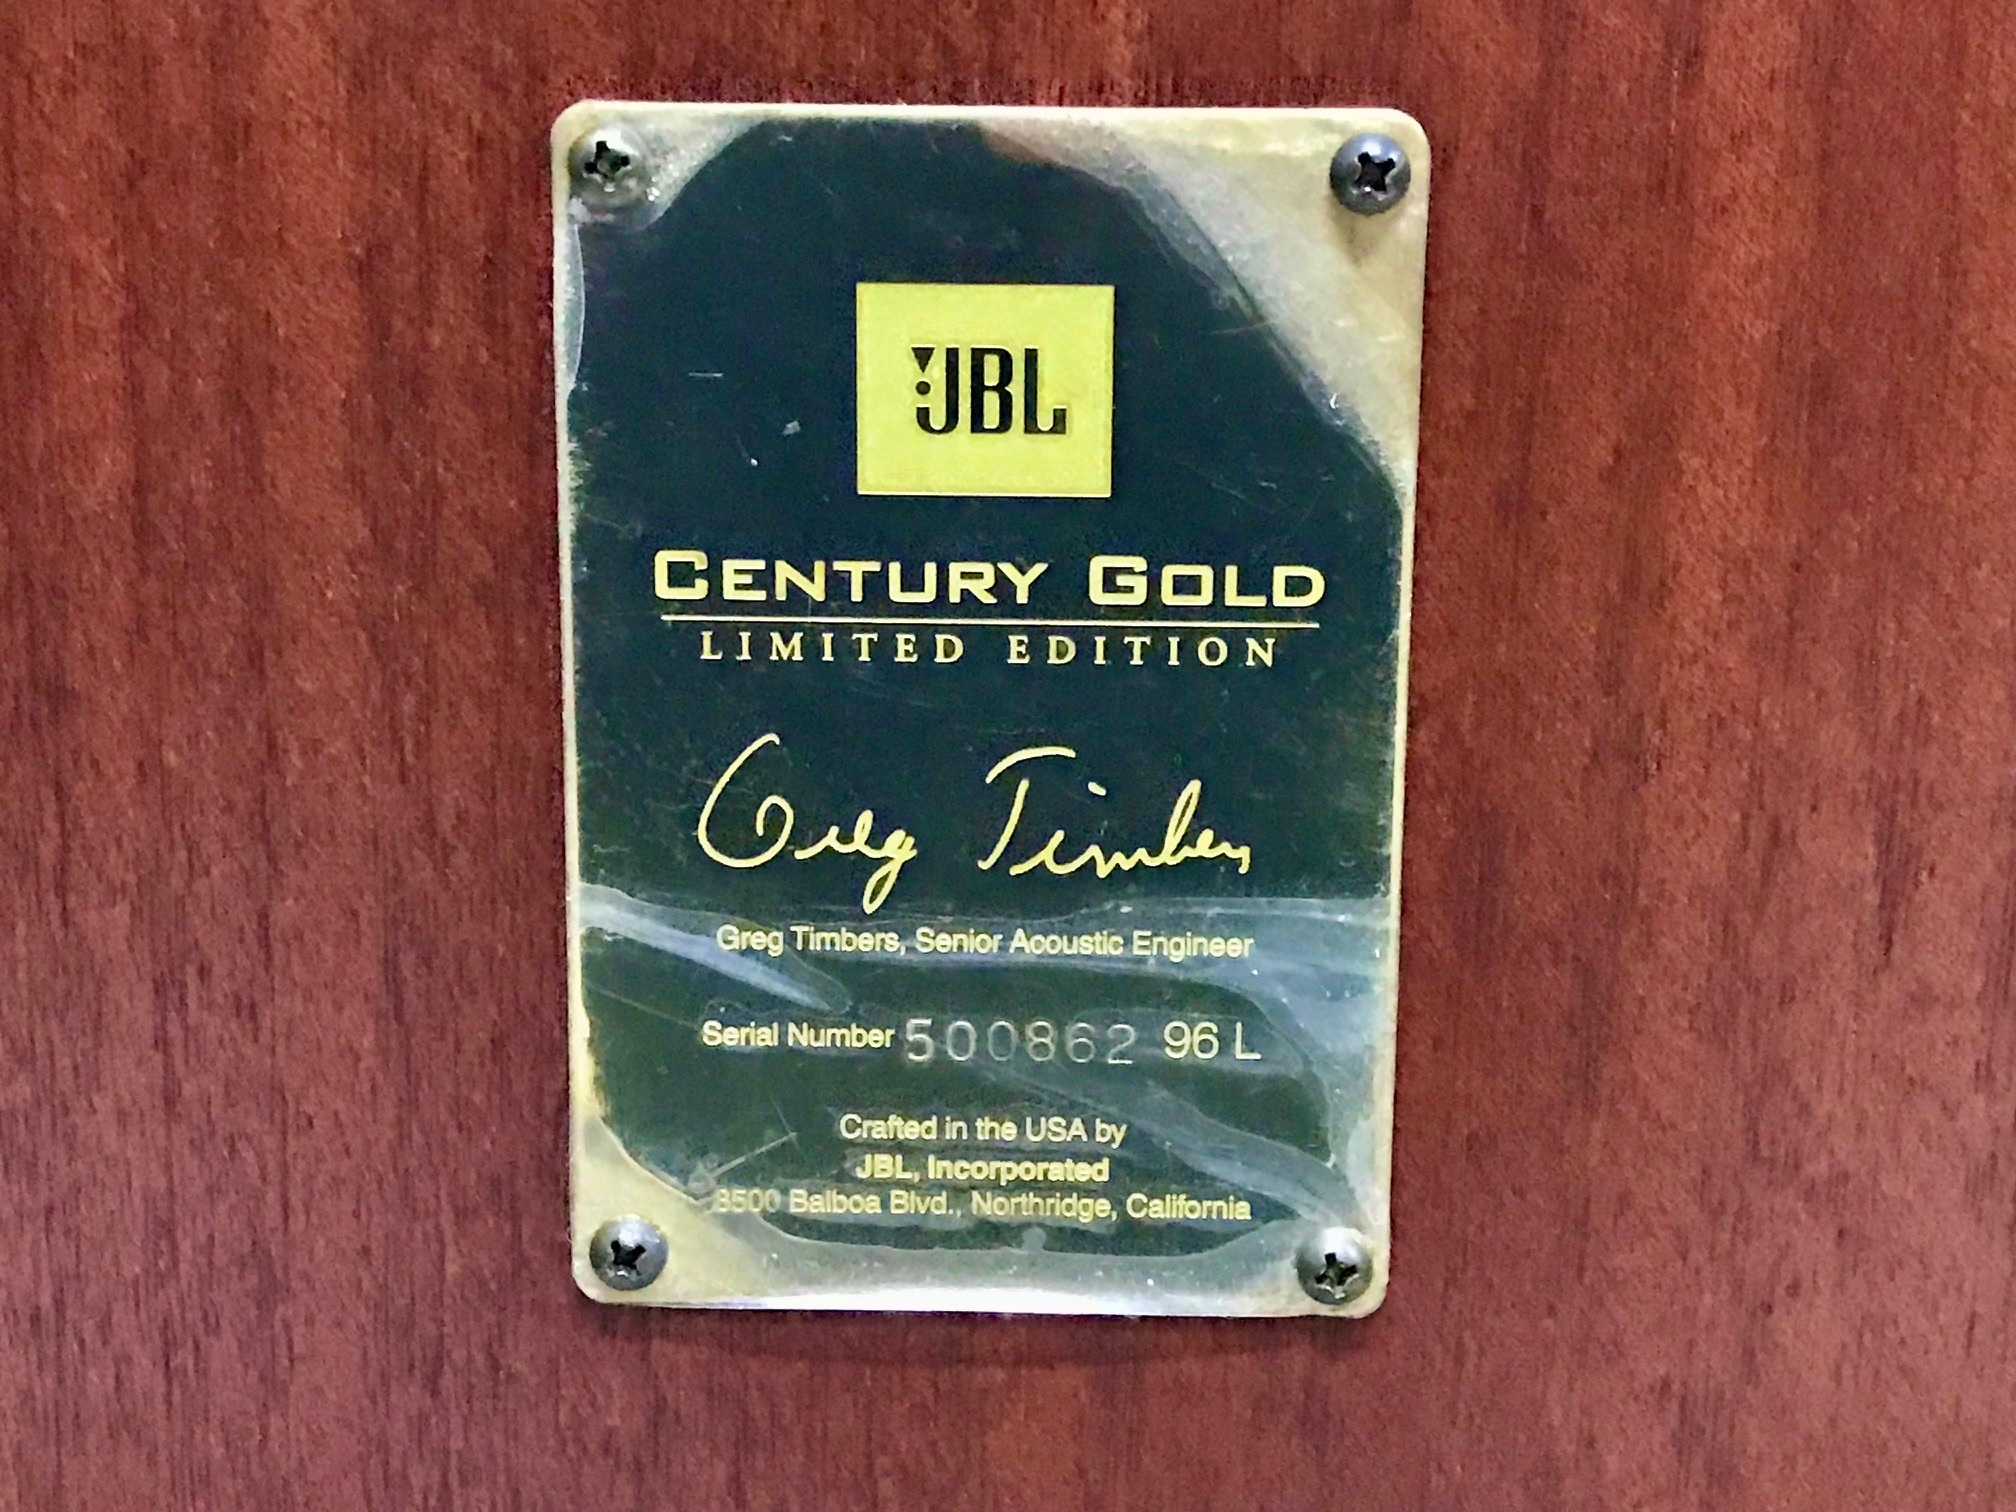 JBL
CENTURY GOLD
LIMITED EDITION
Greg Timbers
Greg Timbers, Senior Acoustic Engineer
Serial Number 500862 96 L
Crafted in the USA by
JBL, Incorporated
8500 Balboa Blvd., Northridge, California